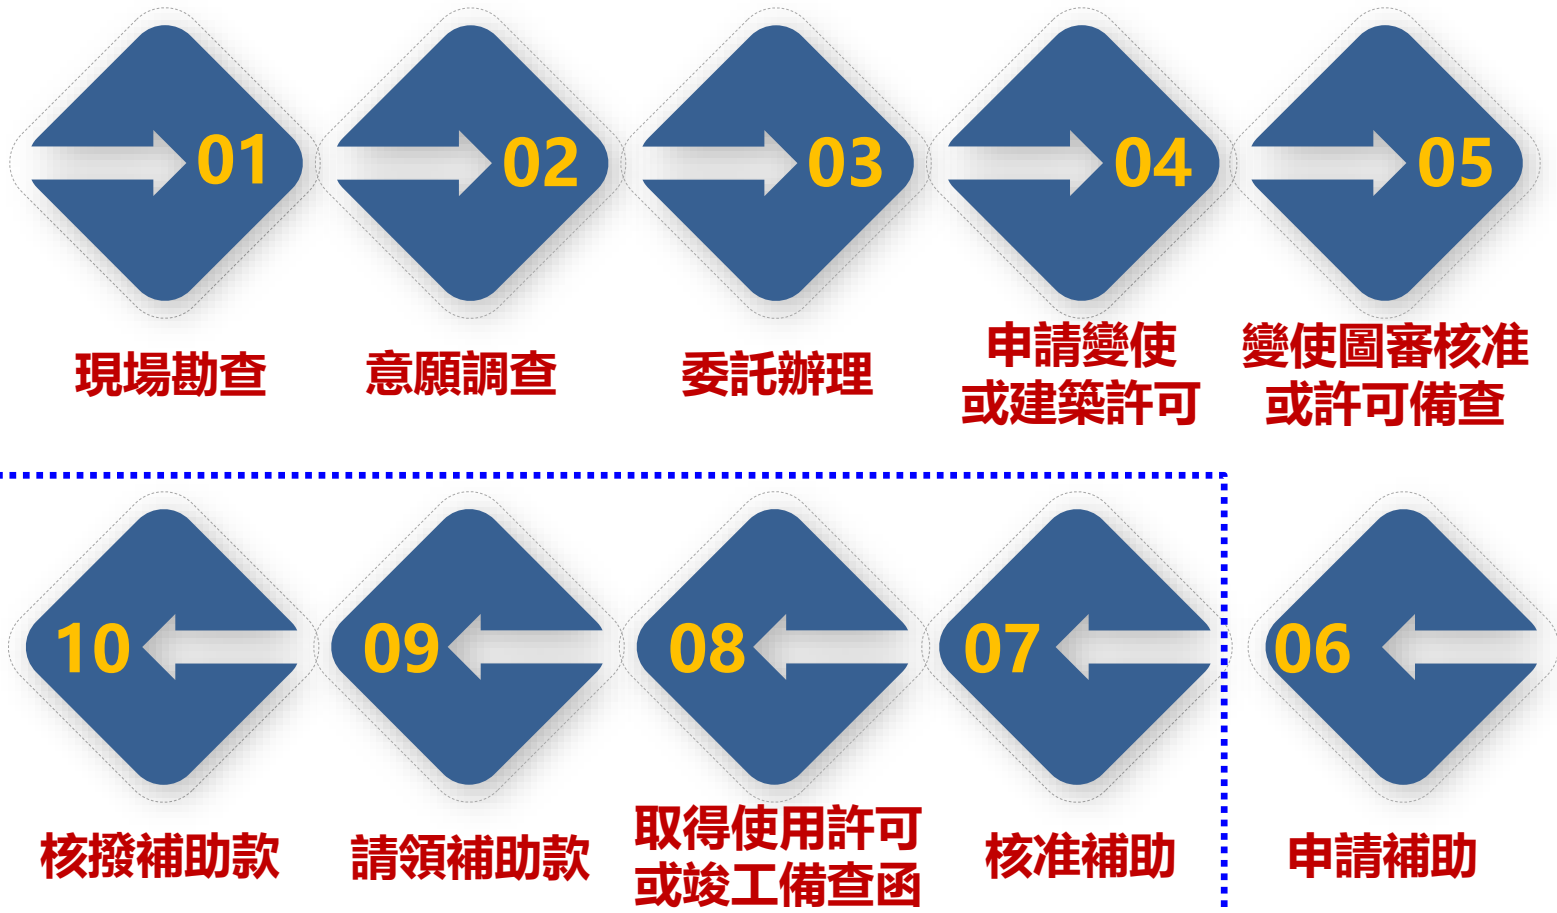 01
現場勘查
02
意願調查
03
委託辦理
04
申請變使
或建築許可
05
變使圖審核准
或許可備查
06
申請補助
07
核准補助
08
取得使用許可
或竣工備查函
09
請領補助款
10
核撥補助款